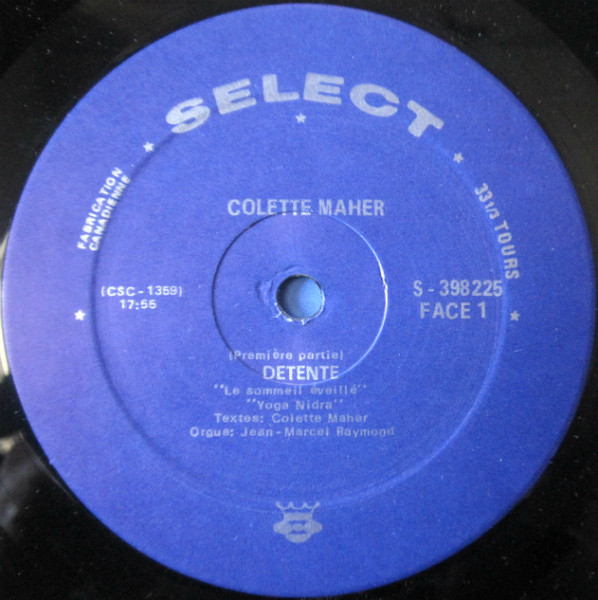 SELECT
FABRICATION
CANADIENNE
33 1/3 TOURS
COLETTE MAHER
(CSC-1359)
17:55
S-398225
FACE 1
(Première partie)
DETENTE
"Le sommeil éveillé"
"Yoga Nidra"
Textes: Colette Maher
Orgue: Jean-Marcel Raymond